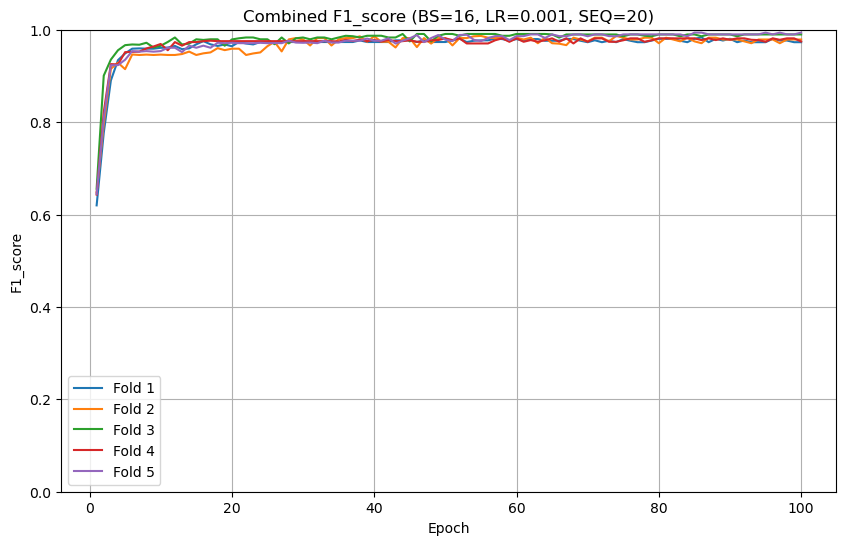 Combined F1_score (BS=16, LR=0.001, SEQ=20)
1.0
0.8
0.6
0.4
0.2
0.0
F1_score
Fold 1
Fold 2
Fold 3
Fold 4
Fold 5
0 20 40 60 80 100
Epoch